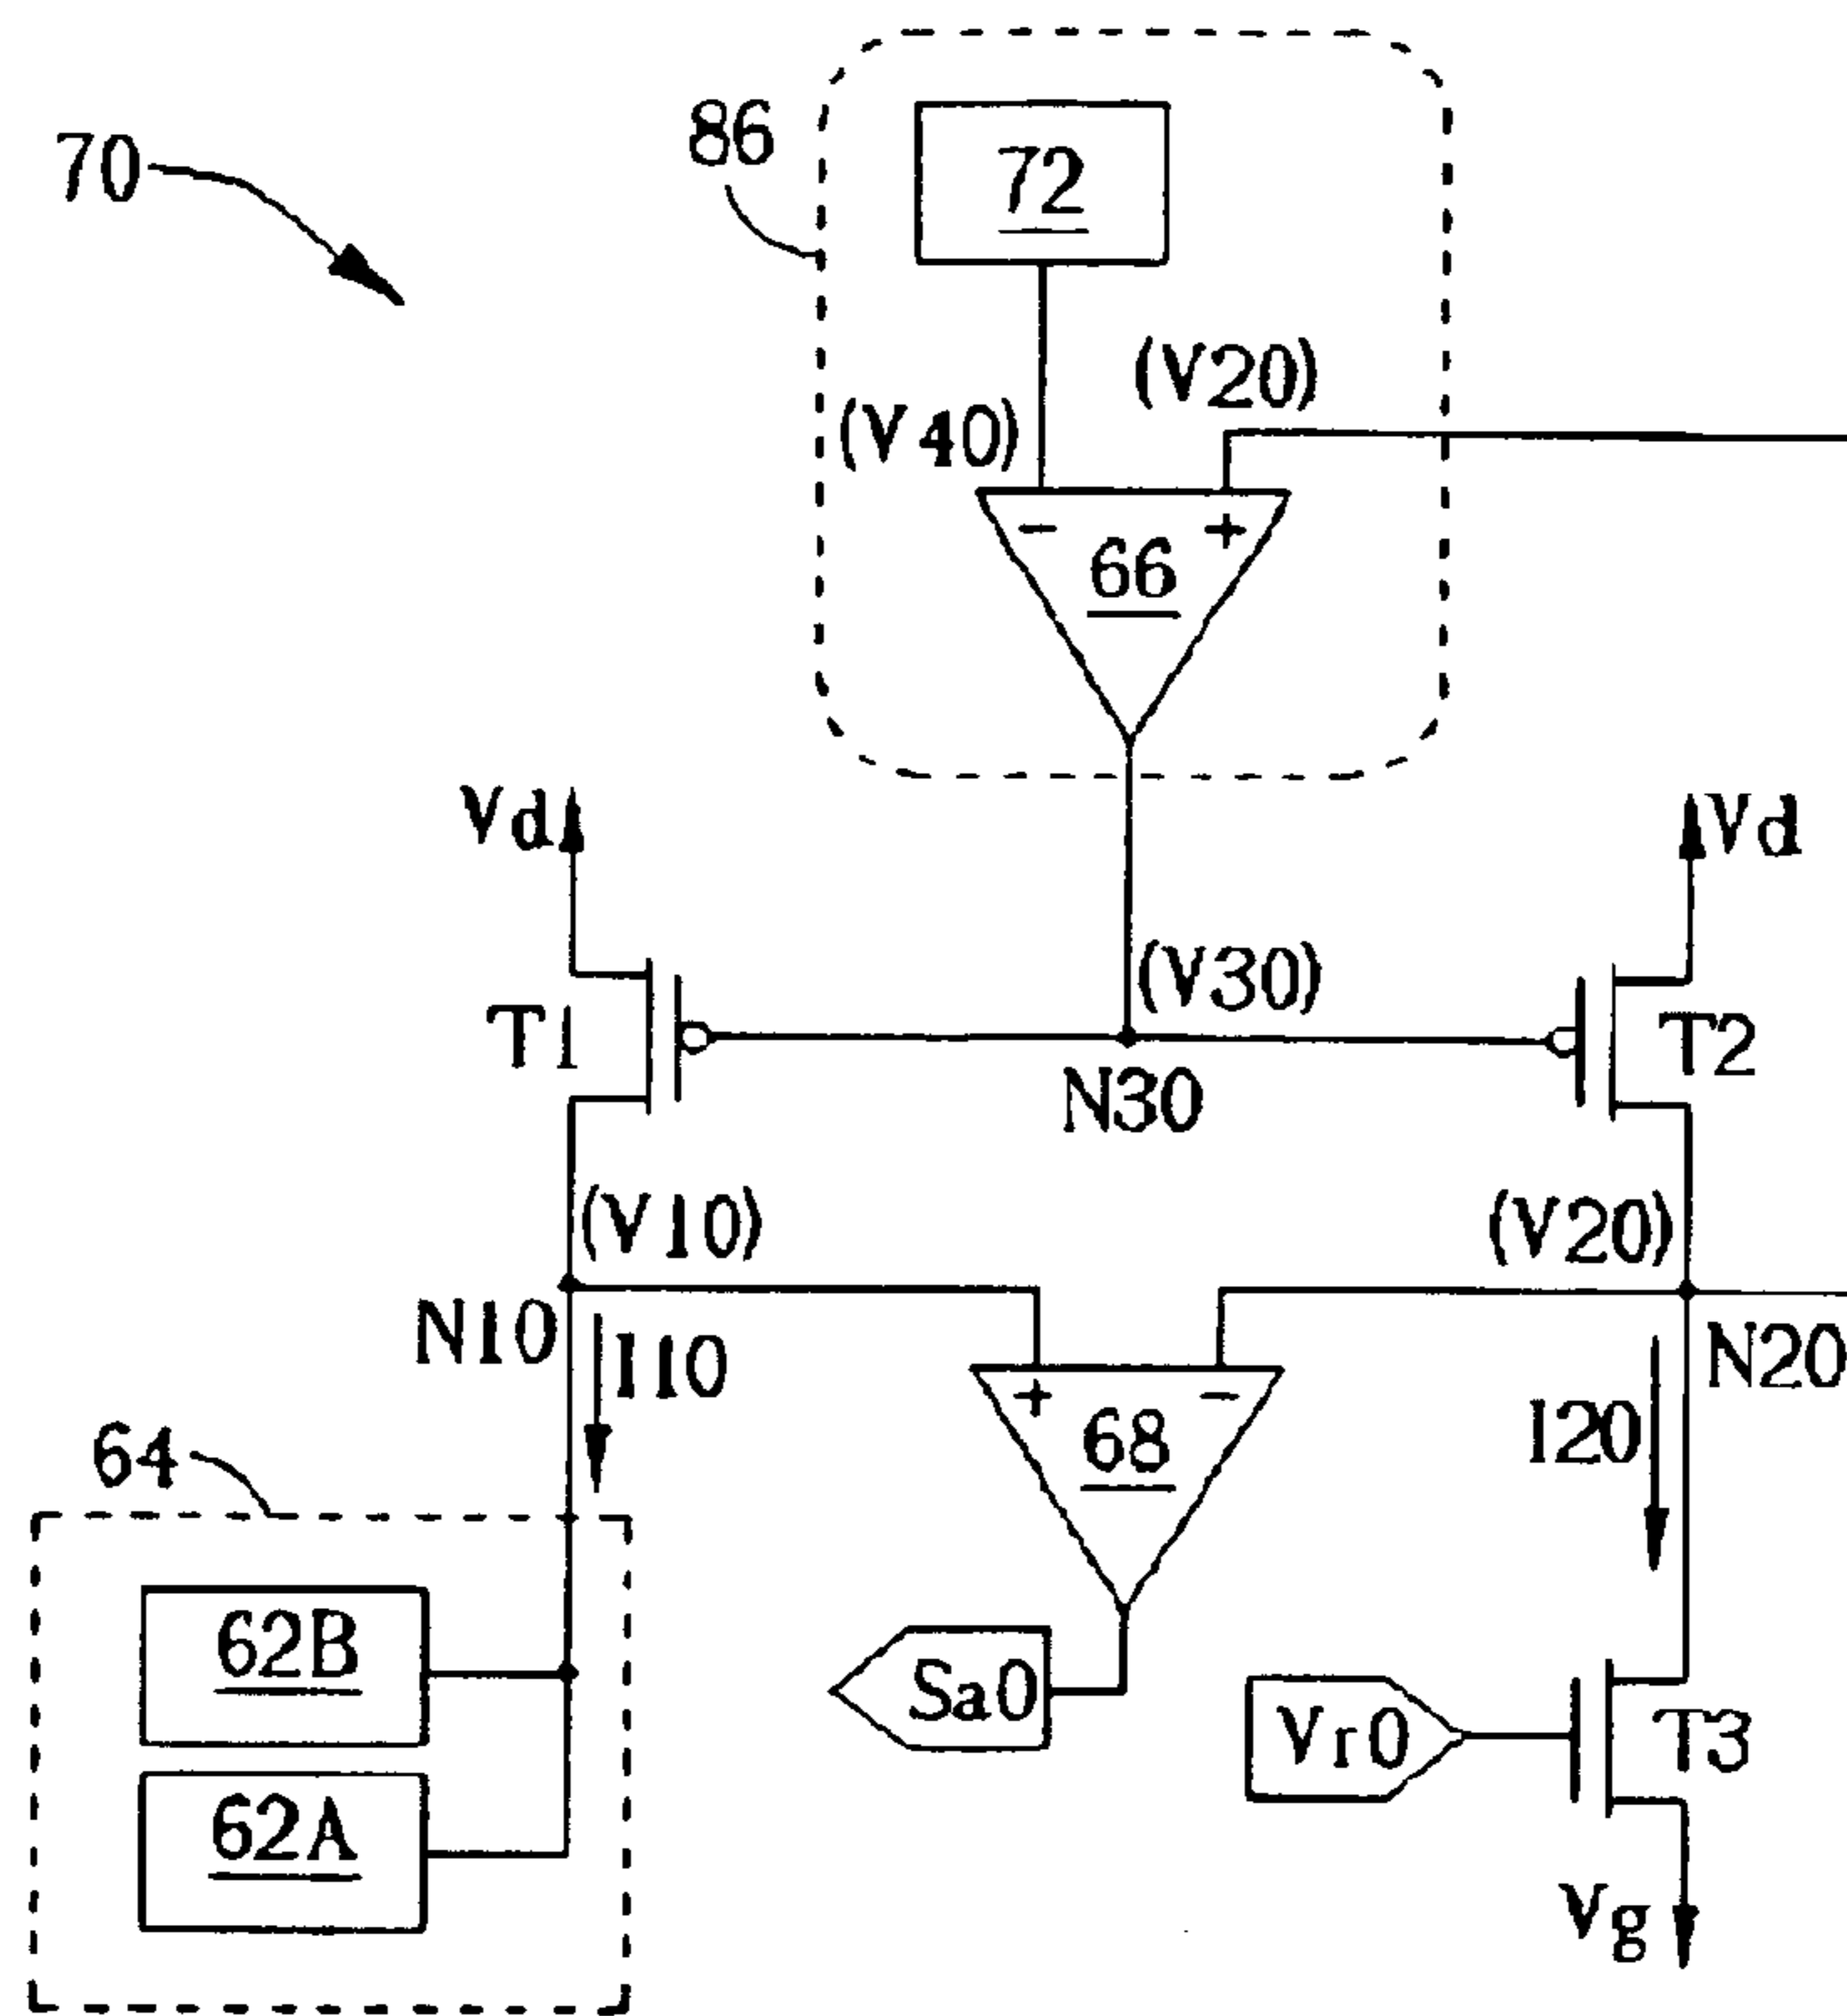 70
86
72
(V20)
(V40)
-
+
66
Vd
Vd
(V30)
T1
T2
N30
(V10)
(V20)
N10
I10
N20
+
-
68
I20
64
62B
Sa0
Vr0
T3
62A
Vg